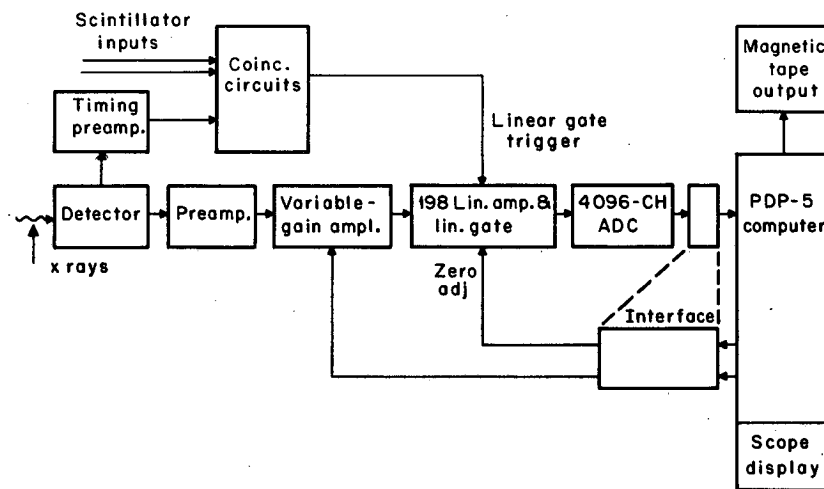 Scintillator
inputs
Coinc.
circuits
Magnetic
tape
output
Timing
preamp.
Linear gate
trigger
Detector
Preamp.
Variable-
gain ampl.
198 Lin. amp. &
lin. gate
4096-CH
ADC
PDP-5
computer
x rays
Zero
adj
Interface
Scope
display